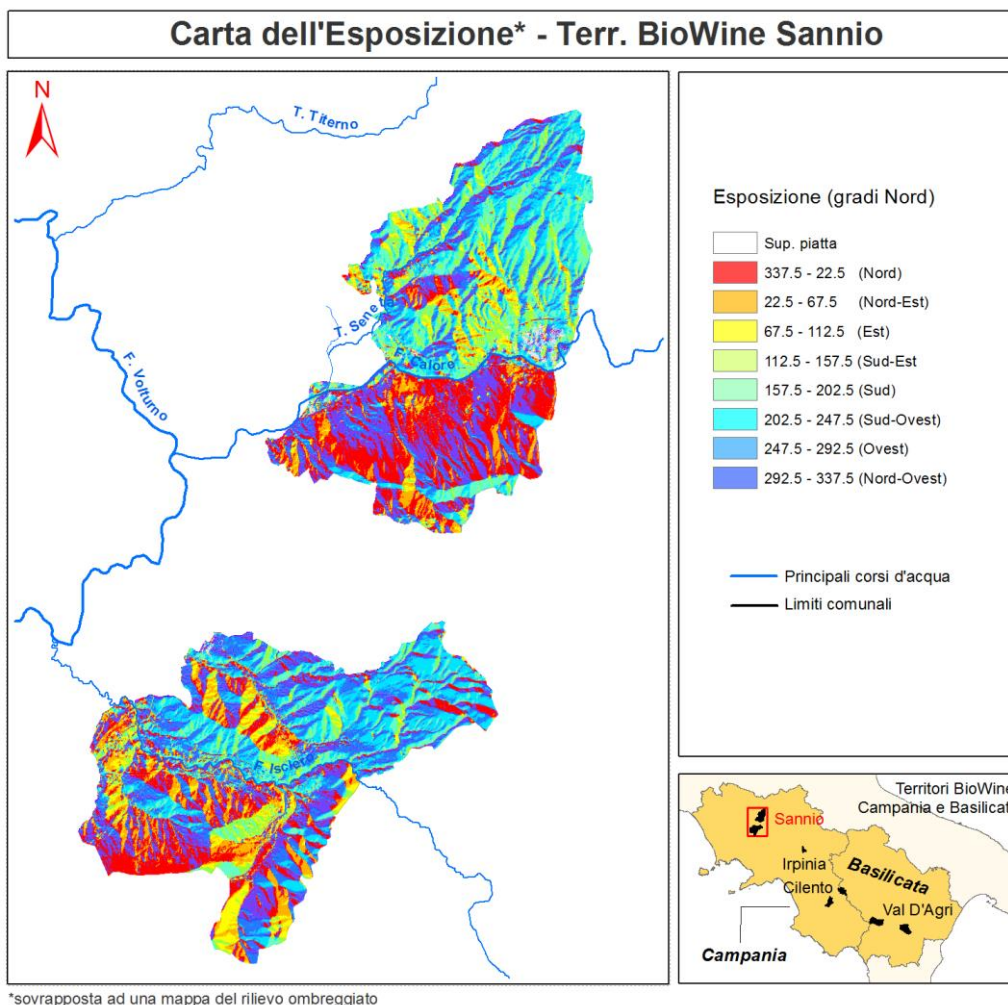 Carta dell'Esposizione* - Terr. BioWine Sannio
N
T. Titerno
T. Seneta
F. Calore
F. Volturno
F. Isclero
Esposizione (gradi Nord)
Sup. piatta
337.5 - 22.5 (Nord)
22.5 - 67.5 (Nord-Est)
67.5 - 112.5 (Est)
112.5 - 157.5 (Sud-Est
157.5 - 202.5 (Sud)
202.5 - 247.5 (Sud-Ovest)
247.5 - 292.5 (Ovest)
292.5 - 337.5 (Nord-Ovest)
Principali corsi d'acqua
Limiti comunali
Territori BioWine
Campania e Basilicat
Sannio
Irpinia
Basilicata
Cilento
Val D'Agri
Campania
*sovrapposta ad una mappa del rilievo ombreggiato